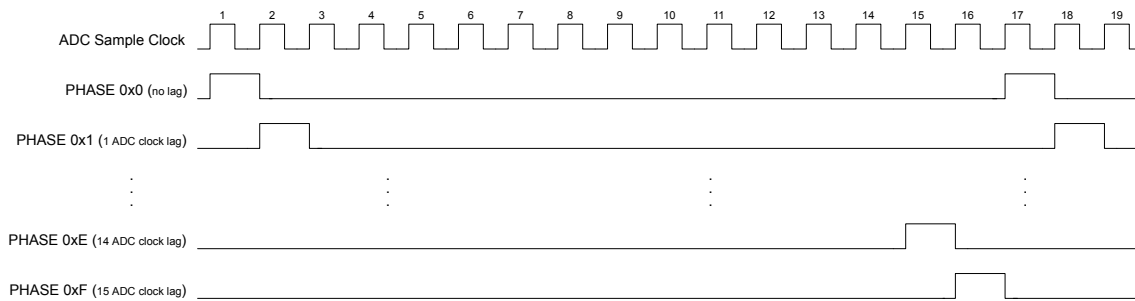 1 2 3 4 5 6 7 8 9 10 11 12 13 14 15 16 17 18 19
ADC Sample Clock
PHASE 0x0 (no lag)
PHASE 0x1 (1 ADC clock lag)
PHASE 0xE (14 ADC clock lag)
PHASE 0xF (15 ADC clock lag)